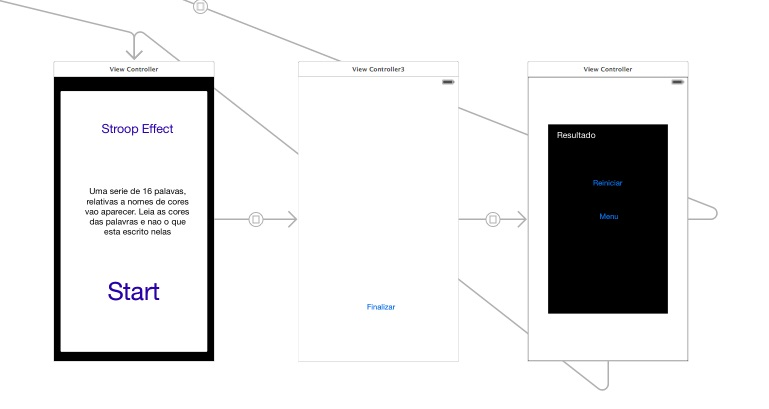 View Controller
Stroop Effect
Uma serie de 16 palavas,
relativas a nomes de cores
vao aparecer. Leia as cores
das palavras e nao o que
esta escrito nelas
Start
View Controller3
Finalizar
View Controller
Resultado
Reiniciar
Menu